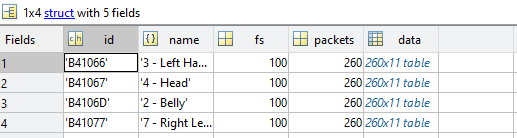 1x4 struct with 5 fields
Fields id name fs packets data
1 'B41066' '3 - Left Ha... 100 260 260x11 table
2 'B41067' '4 - Head' 100 260 260x11 table
3 'B4106D' '2 - Belly' 100 260 260x11 table
4 'B41077' '7 - Right Le... 100 260 260x11 table